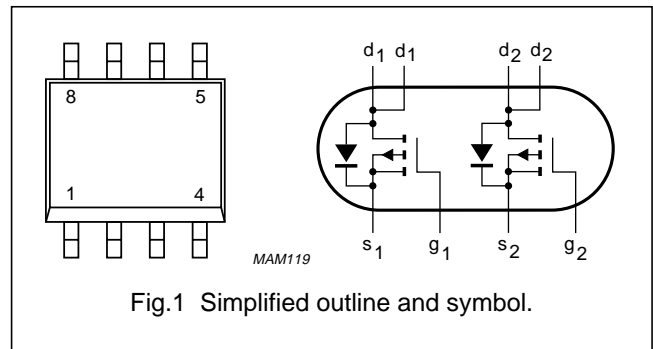 d1 d1 d2 d2
8 5
1 4
s1 g1 s2 g2
MAM119
Fig.1 Simplified outline and symbol.